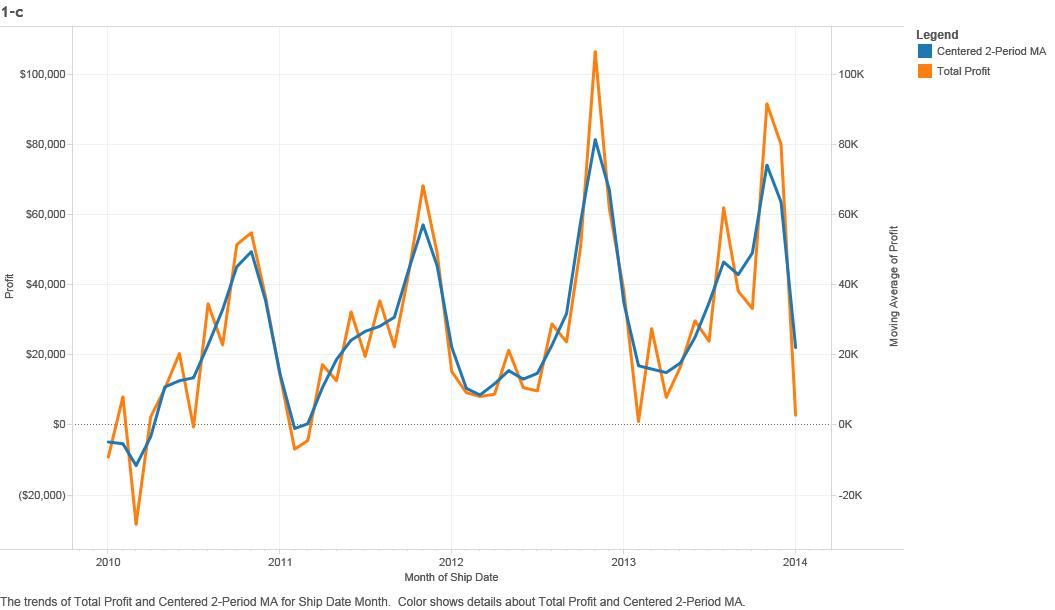 1-c
Legend
Centered 2-Period MA
Total Profit
$100,000
$80,000
$60,000
$40,000
$20,000
$0
($20,000)
Profit
100K
80K
60K
40K
20K
0K
-20K
Moving Average of Profit
2010 2011 2012 2013 2014
Month of Ship Date
The trends of Total Profit and Centered 2-Period MA for Ship Date Month.  Color shows details about Total Profit and Centered 2-Period MA.